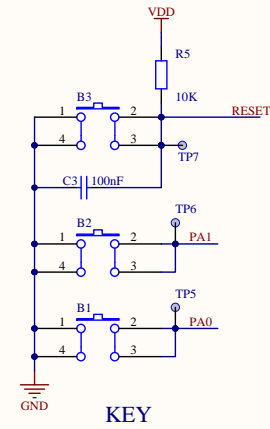 VDD
R5
10K
B3
1 2
RESET
4 3
TP7
C3 100nF
TP6
B2
1 2
PA1
4 3
TP5
B1
1 2
PA0
4 3
GND
KEY